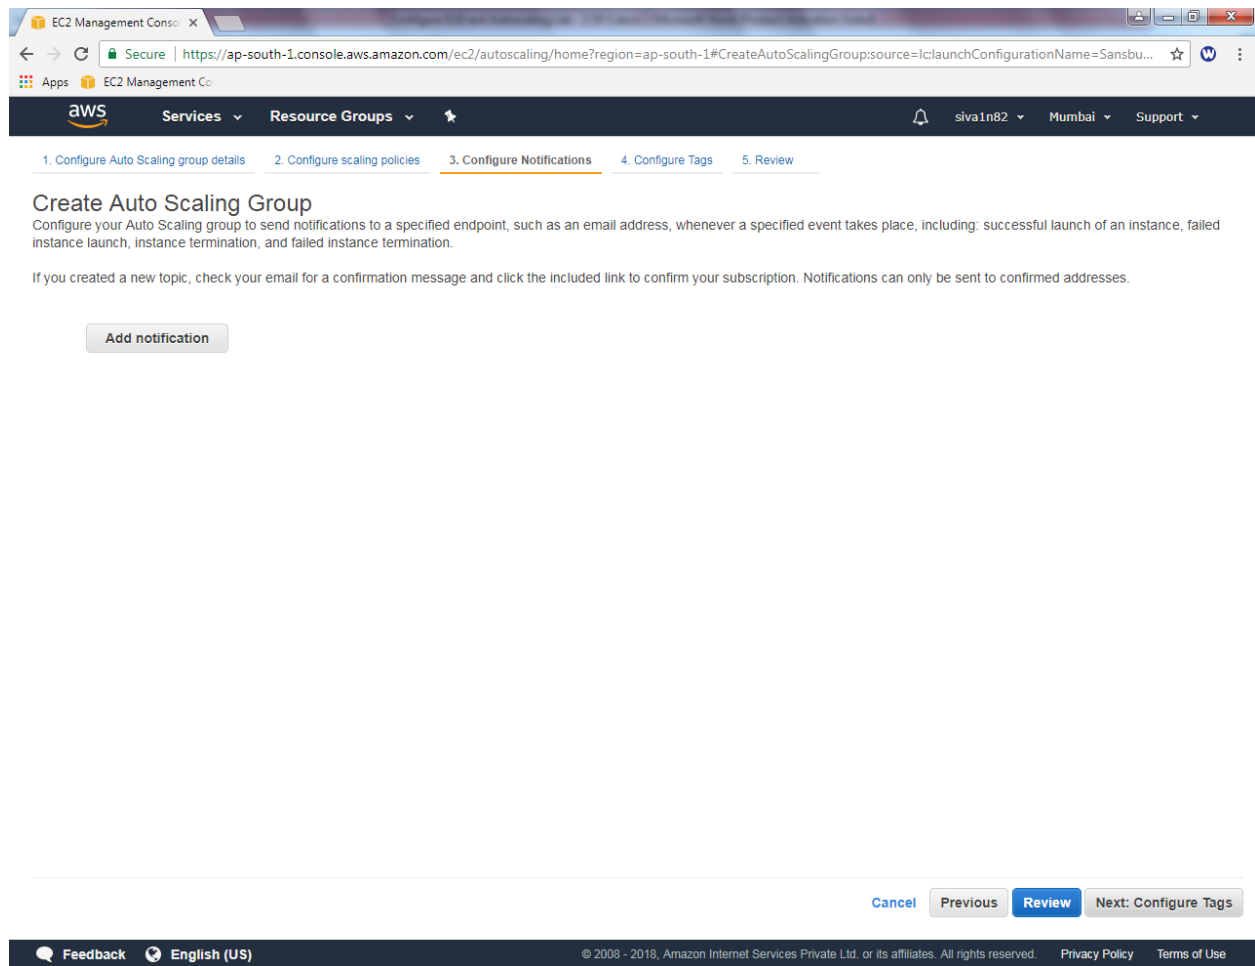 EC2 Management Conso
Secure https://ap-south-1.console.aws.amazon.com/ec2/autoscaling/home?region=ap-south-1#CreateAutoScalingGroup:source=lc;launchConfigurationName=Sansbu...
Apps EC2 Management Co
aws Services Resource Groups siva1n82 Mumbai Support
1. Configure Auto Scaling group details 2. Configure scaling policies 3. Configure Notifications 4. Configure Tags 5. Review
Create Auto Scaling Group
Configure your Auto Scaling group to send notifications to a specified endpoint, such as an email address, whenever a specified event takes place, including: successful launch of an instance, failed
instance launch, instance termination, and failed instance termination.
If you created a new topic, check your email for a confirmation message and click the included link to confirm your subscription. Notifications can only be sent to confirmed addresses.
Add notification
Cancel Previous Review Next: Configure Tags
Feedback English (US) © 2008 - 2018, Amazon Internet Services Private Ltd. or its affiliates. All rights reserved. Privacy Policy Terms of Use